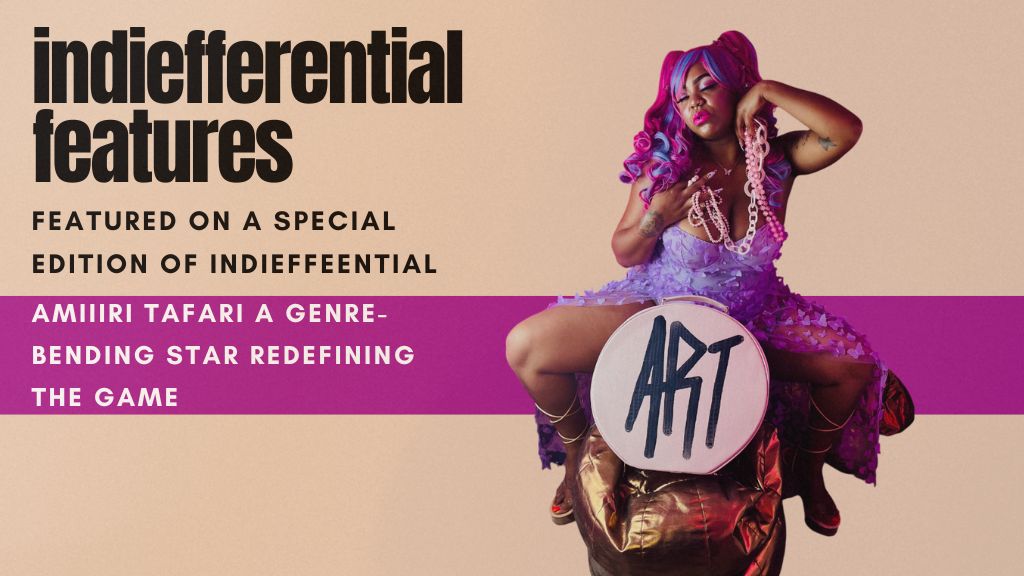 indiefferential
features
FEATURED ON A SPECIAL
EDITION OF INDIEFFEENTIAL
AMIIIRI TAFARI A GENRE-
BENDING STAR REDEFINING
THE GAME
ART